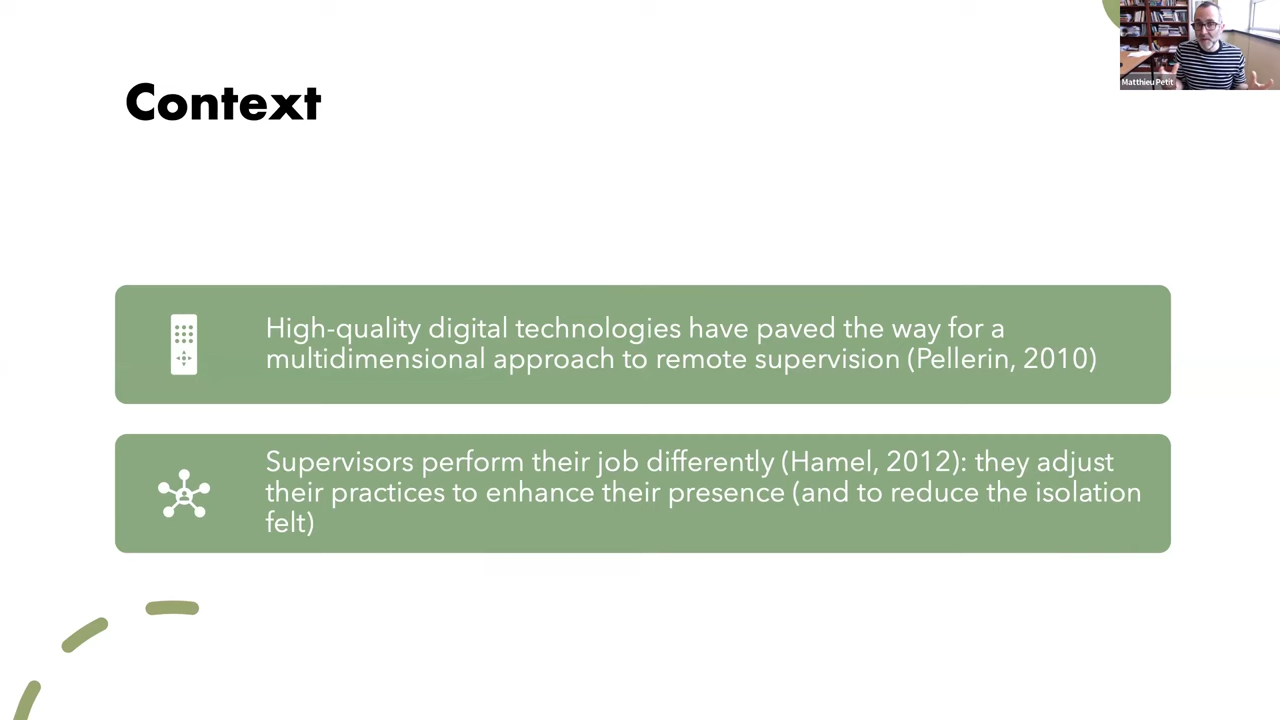 Matthieu Petit
Context
High-quality digital technologies have paved the way for a
multidimensional approach to remote supervision (Pellerin, 2010)
Supervisors perform their job differently (Hamel, 2012): they adjust
their practices to enhance their presence (and to reduce the isolation
felt)